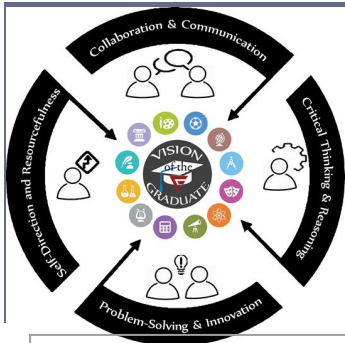 Collaboration & Communication
Critical Thinking & Reasoning
Problem-Solving & Innovation
Self-Direction and Resourcefulness
VISION
of the
GRADUATE